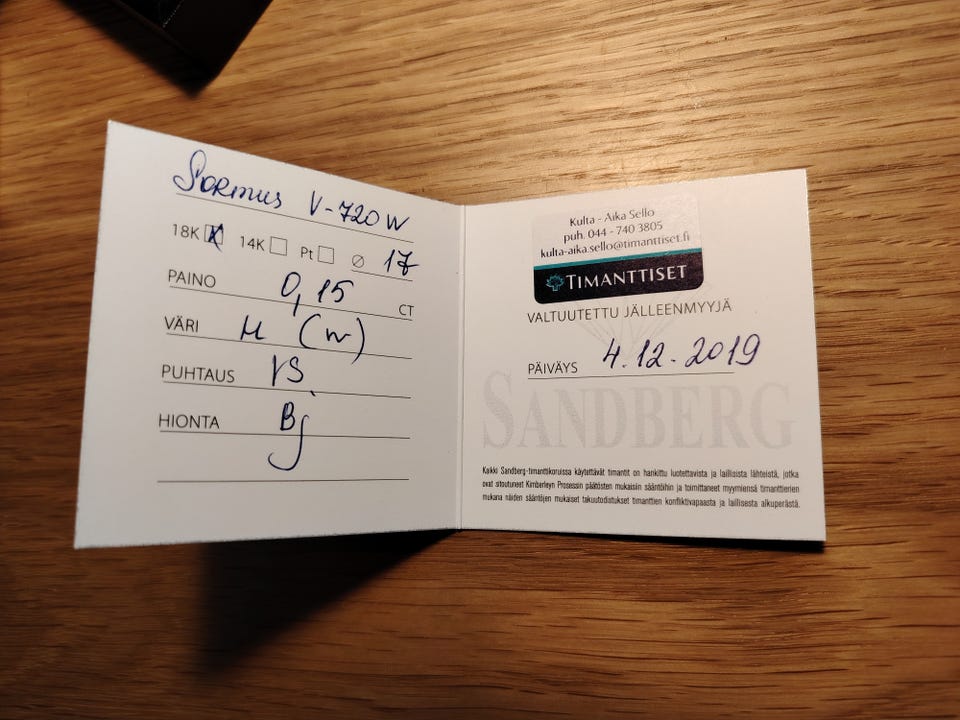 Sormus V-720W
18K ☒ 14K ☐ Pt ☐ ∅ 17
PAINO 0,15 CT
VÄRI H (W)
PUHTAUS VS
HIONTA Bj
Kulta - Aika Sello
puh. 044 - 740 3805
kulta-aika.sello@timanttiset.fi
TIMANTTISET
VALTUUTETTU JÄLLEENMYYJÄ
PÄIVÄYS 4.12.2019
SANDBERG
Kaikki Sandberg-timanttikoruissa käytettävät timantit on hankittu luotettavista ja laillisista lähteistä, jotka
ovat sitoutuneet Kimberleyn Prosessin päätösten mukaisiin sääntöihin ja toimittaneet myymiensä timanttierien
mukana näiden sääntöjen mukaiset takuutodistukset timanttien konfliktivapaasta ja laillisesta alkuperästä.